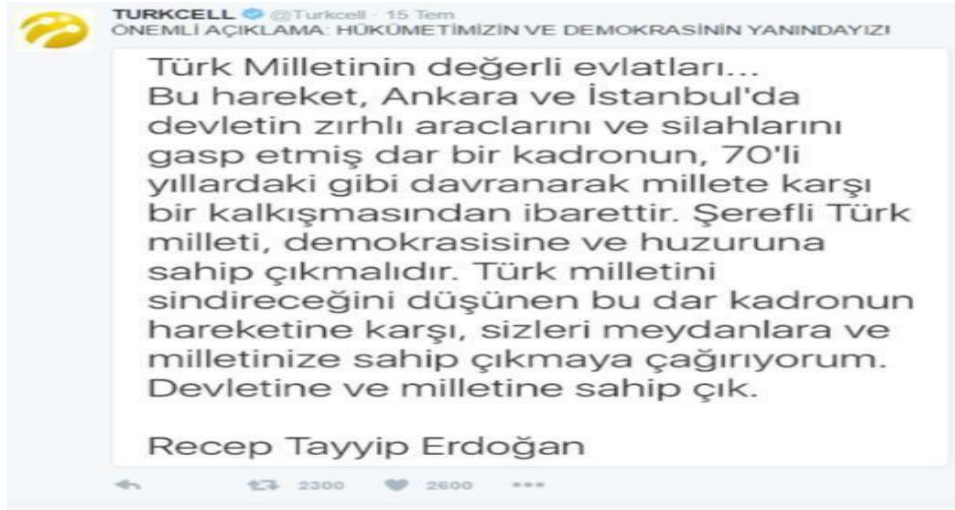 TURKCELL @Turkcell · 15 Tem
ÖNEMLİ AÇIKLAMA: HÜKÜMETİMİZİN VE DEMOKRASİNİN YANINDAYIZ!
Türk Milletinin değerli evlatları...
Bu hareket, Ankara ve İstanbul'da
devletin zırhlı araclarını ve silahlarını
gasp etmiş dar bir kadronun, 70'li
yıllardaki gibi davranarak millete karşı
bir kalkışmasından ibarettir. Şerefli Türk
milleti, demokrasisine ve huzuruna
sahip çıkmalıdır. Türk milletini
sindireceğini düşünen bu dar kadronun
hareketine karşı, sizleri meydanlara ve
milletinize sahip çıkmaya çağırıyorum.
Devletine ve milletine sahip çık.
Recep Tayyip Erdoğan
2300 2600